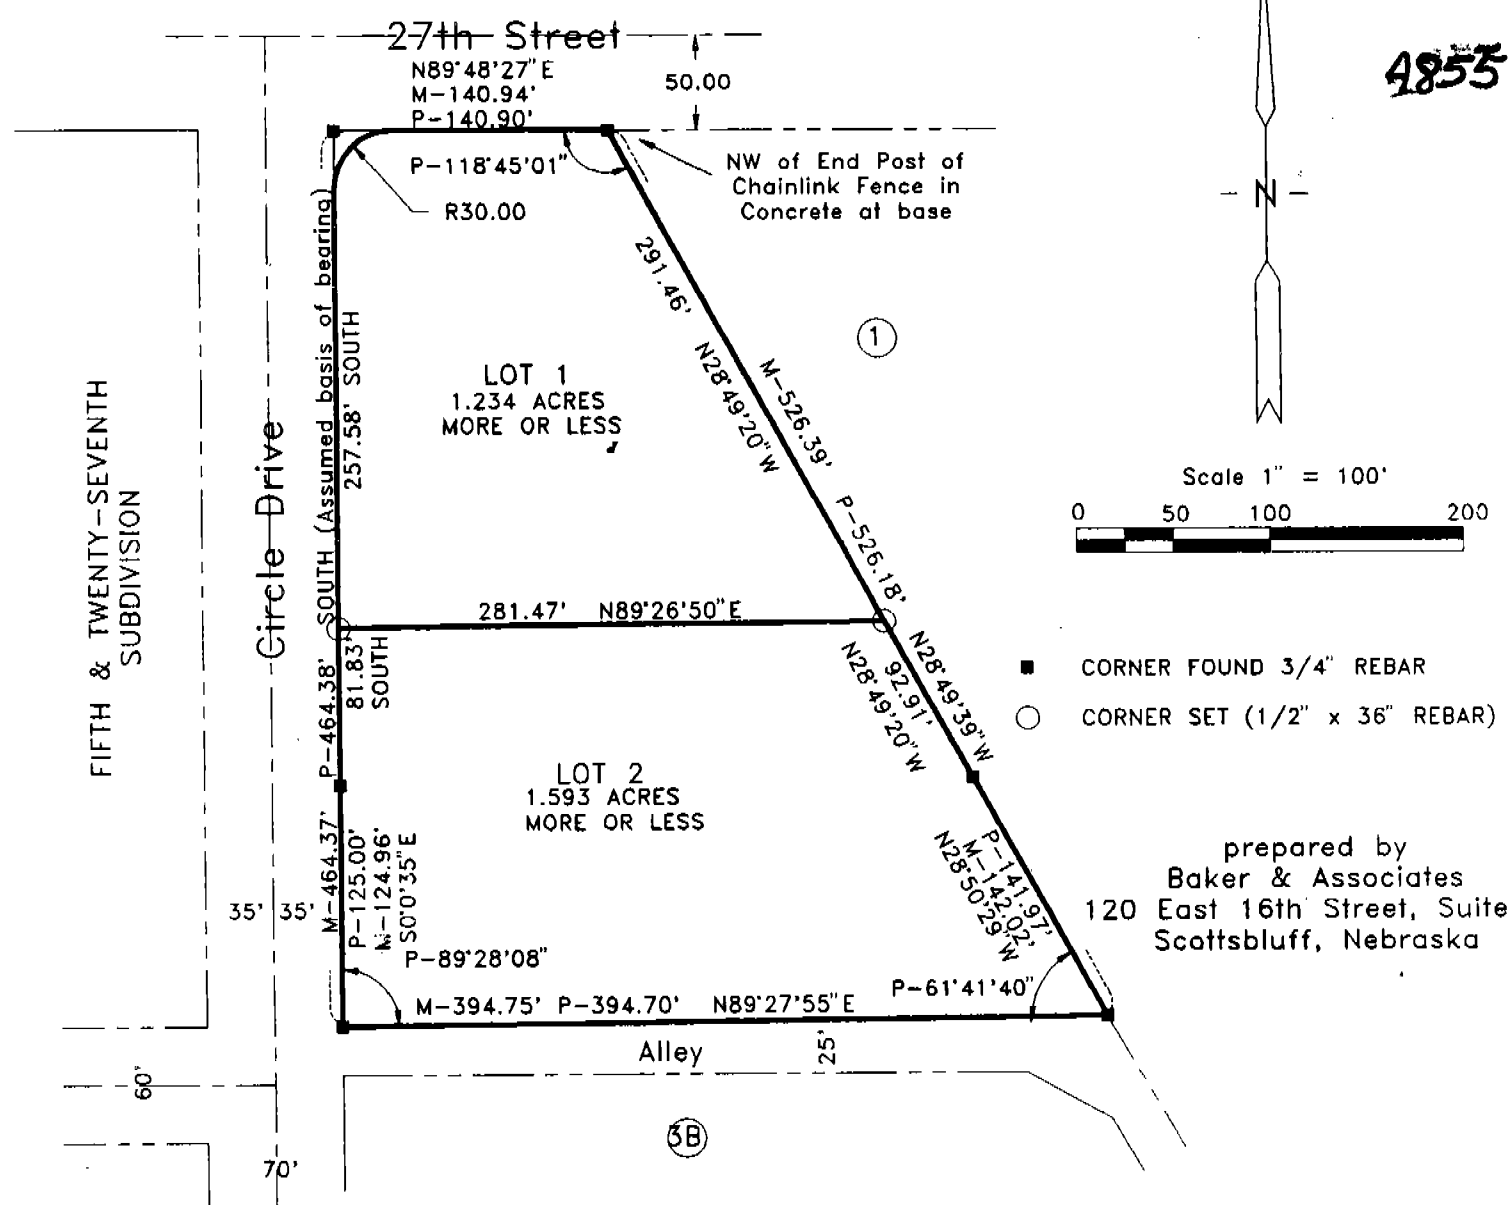 27th Street
4855
N89°48'27"E
M-140.94'
P-140.90'
50.00
P-118°45'01"
R30.00
NW of End Post of
Chainlink Fence in
Concrete at base
N
SOUTH (Assumed basis of bearing)
257.58' SOUTH
291.46'
N28°49'20"W
M-526.39'
P-526.18'
1
LOT 1
1.234 ACRES
MORE OR LESS
FIFTH & TWENTY-SEVENTH
SUBDIVISION
Circle Drive
Scale 1" = 100'
0 50 100 200
281.47' N89°26'50"E
P-464.38'
81.83'
SOUTH
N28°49'39"W
92.91'
N28°49'20"W
CORNER FOUND 3/4" REBAR
CORNER SET (1/2" x 36" REBAR)
LOT 2
1.593 ACRES
MORE OR LESS
M-464.37'
P-125.00'
M-124.96'
S0°0'35"E
35' 35'
P-141.97'
M-142.02'
N28°50'29"W
prepared by
Baker & Associates
120 East 16th Street, Suite
Scottsbluff, Nebraska
P-89°28'08"
P-61°41'40"
M-394.75' P-394.70' N89°27'55"E
Alley
25'
60'
3B
70'